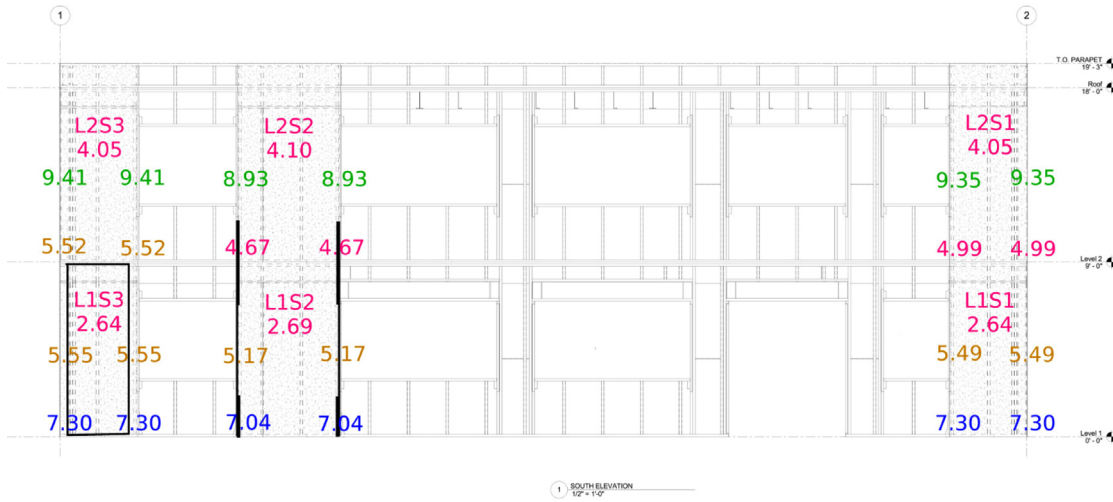 1
2
T.O. PARAPET
19' - 3"
Roof
18' - 0"
L2S3
4.05
L2S2
4.10
L2S1
4.05
9.41 9.41 8.93 8.93 9.35 9.35
5.52 5.52 4.67 4.67 4.99 4.99
Level 2
9' - 0"
L1S3
2.64
L1S2
2.69
L1S1
2.64
5.55 5.55 5.17 5.17 5.49 5.49
7.30 7.30 7.04 7.04 7.30 7.30
Level 1
0' - 0"
1 SOUTH ELEVATION
1/2" = 1'-0"